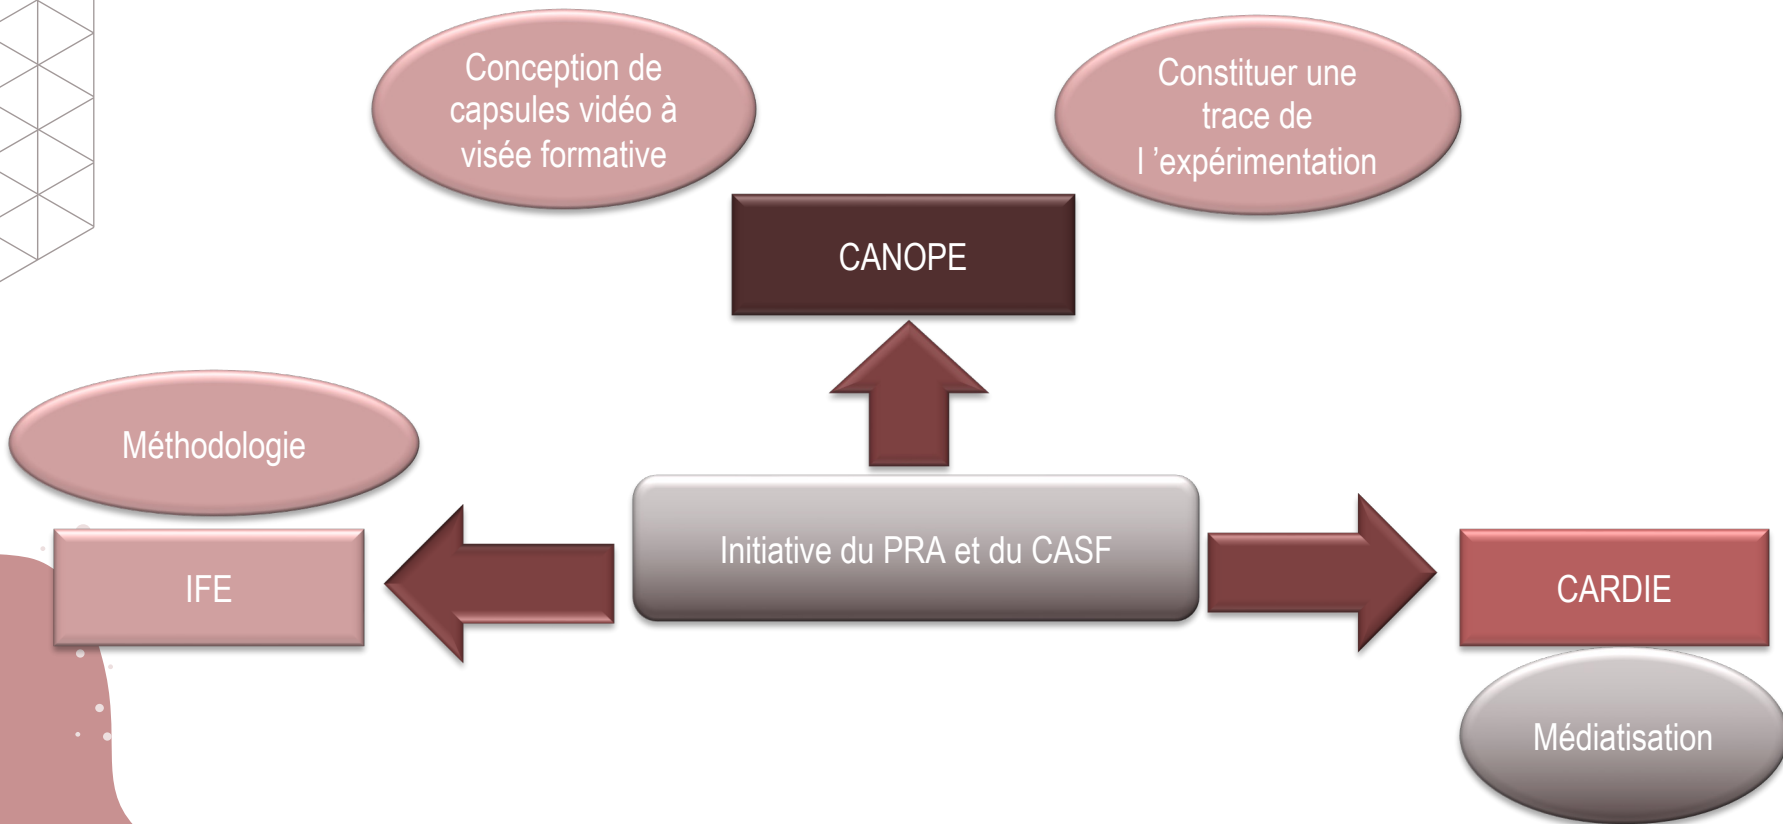 Conception de
capsules vidéo à
visée formative
Constituer une
trace de
l ’expérimentation
CANOPE
Méthodologie
IFE
Initiative du PRA et du CASF
CARDIE
Médiatisation